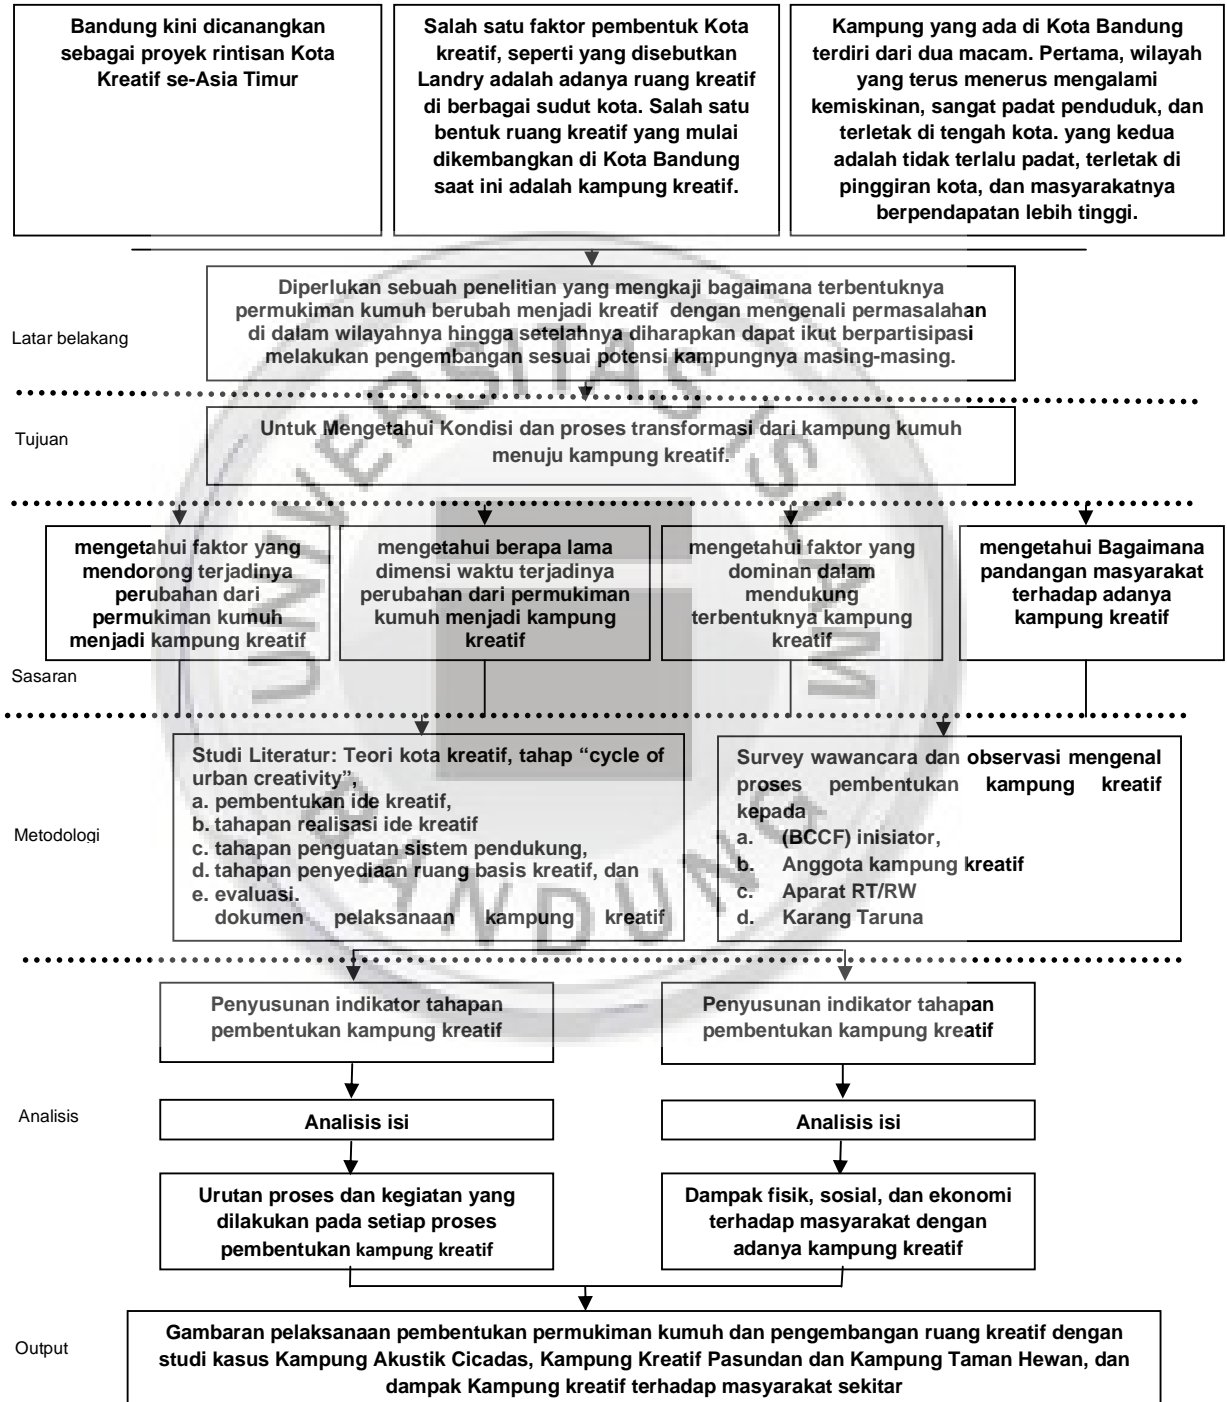 Bandung kini dicanangkan
sebagai proyek rintisan Kota
Kreatif se-Asia Timur
Salah satu faktor pembentuk Kota
kreatif, seperti yang disebutkan
Landry adalah adanya ruang kreatif
di berbagai sudut kota. Salah satu
bentuk ruang kreatif yang mulai
dikembangkan di Kota Bandung
saat ini adalah kampung kreatif.
Kampung yang ada di Kota Bandung
terdiri dari dua macam. Pertama, wilayah
yang terus menerus mengalami
kemiskinan, sangat padat penduduk, dan
terletak di tengah kota. yang kedua
adalah tidak terlalu padat, terletak di
pinggiran kota, dan masyarakatnya
berpendapatan lebih tinggi.
Latar belakang
Diperlukan sebuah penelitian yang mengkaji bagaimana terbentuknya
permukiman kumuh berubah menjadi kreatif dengan mengenali permasalahan
di dalam wilayahnya hingga setelahnya diharapkan dapat ikut berpartisipasi
melakukan pengembangan sesuai potensi kampungnya masing-masing.
Tujuan
Untuk Mengetahui Kondisi dan proses transformasi dari kampung kumuh
menuju kampung kreatif.
Sasaran
mengetahui faktor yang
mendorong terjadinya
perubahan dari
permukiman kumuh
menjadi kampung kreatif
mengetahui berapa lama
dimensi waktu terjadinya
perubahan dari permukiman
kumuh menjadi kampung
kreatif
mengetahui faktor yang
dominan dalam
mendukung
terbentuknya kampung
kreatif
mengetahui Bagaimana
pandangan masyarakat
terhadap adanya
kampung kreatif
Metodologi
Studi Literatur: Teori kota kreatif, tahap “cycle of
urban creativity”,
a. pembentukan ide kreatif,
b. tahapan realisasi ide kreatif
c. tahapan penguatan sistem pendukung,
d. tahapan penyediaan ruang basis kreatif, dan
e. evaluasi.
dokumen pelaksanaan kampung kreatif
Survey wawancara dan observasi mengenal
proses pembentukan kampung kreatif
kepada
a. (BCCF) inisiator,
b. Anggota kampung kreatif
c. Aparat RT/RW
d. Karang Taruna
Analisis
Penyusunan indikator tahapan
pembentukan kampung kreatif
Penyusunan indikator tahapan
pembentukan kampung kreatif
Analisis isi
Analisis isi
Urutan proses dan kegiatan yang
dilakukan pada setiap proses
pembentukan kampung kreatif
Dampak fisik, sosial, dan ekonomi
terhadap masyarakat dengan
adanya kampung kreatif
Output
Gambaran pelaksanaan pembentukan permukiman kumuh dan pengembangan ruang kreatif dengan
studi kasus Kampung Akustik Cicadas, Kampung Kreatif Pasundan dan Kampung Taman Hewan, dan
dampak Kampung kreatif terhadap masyarakat sekitar
UNIVERSITAS ISLAM
BANDUNG